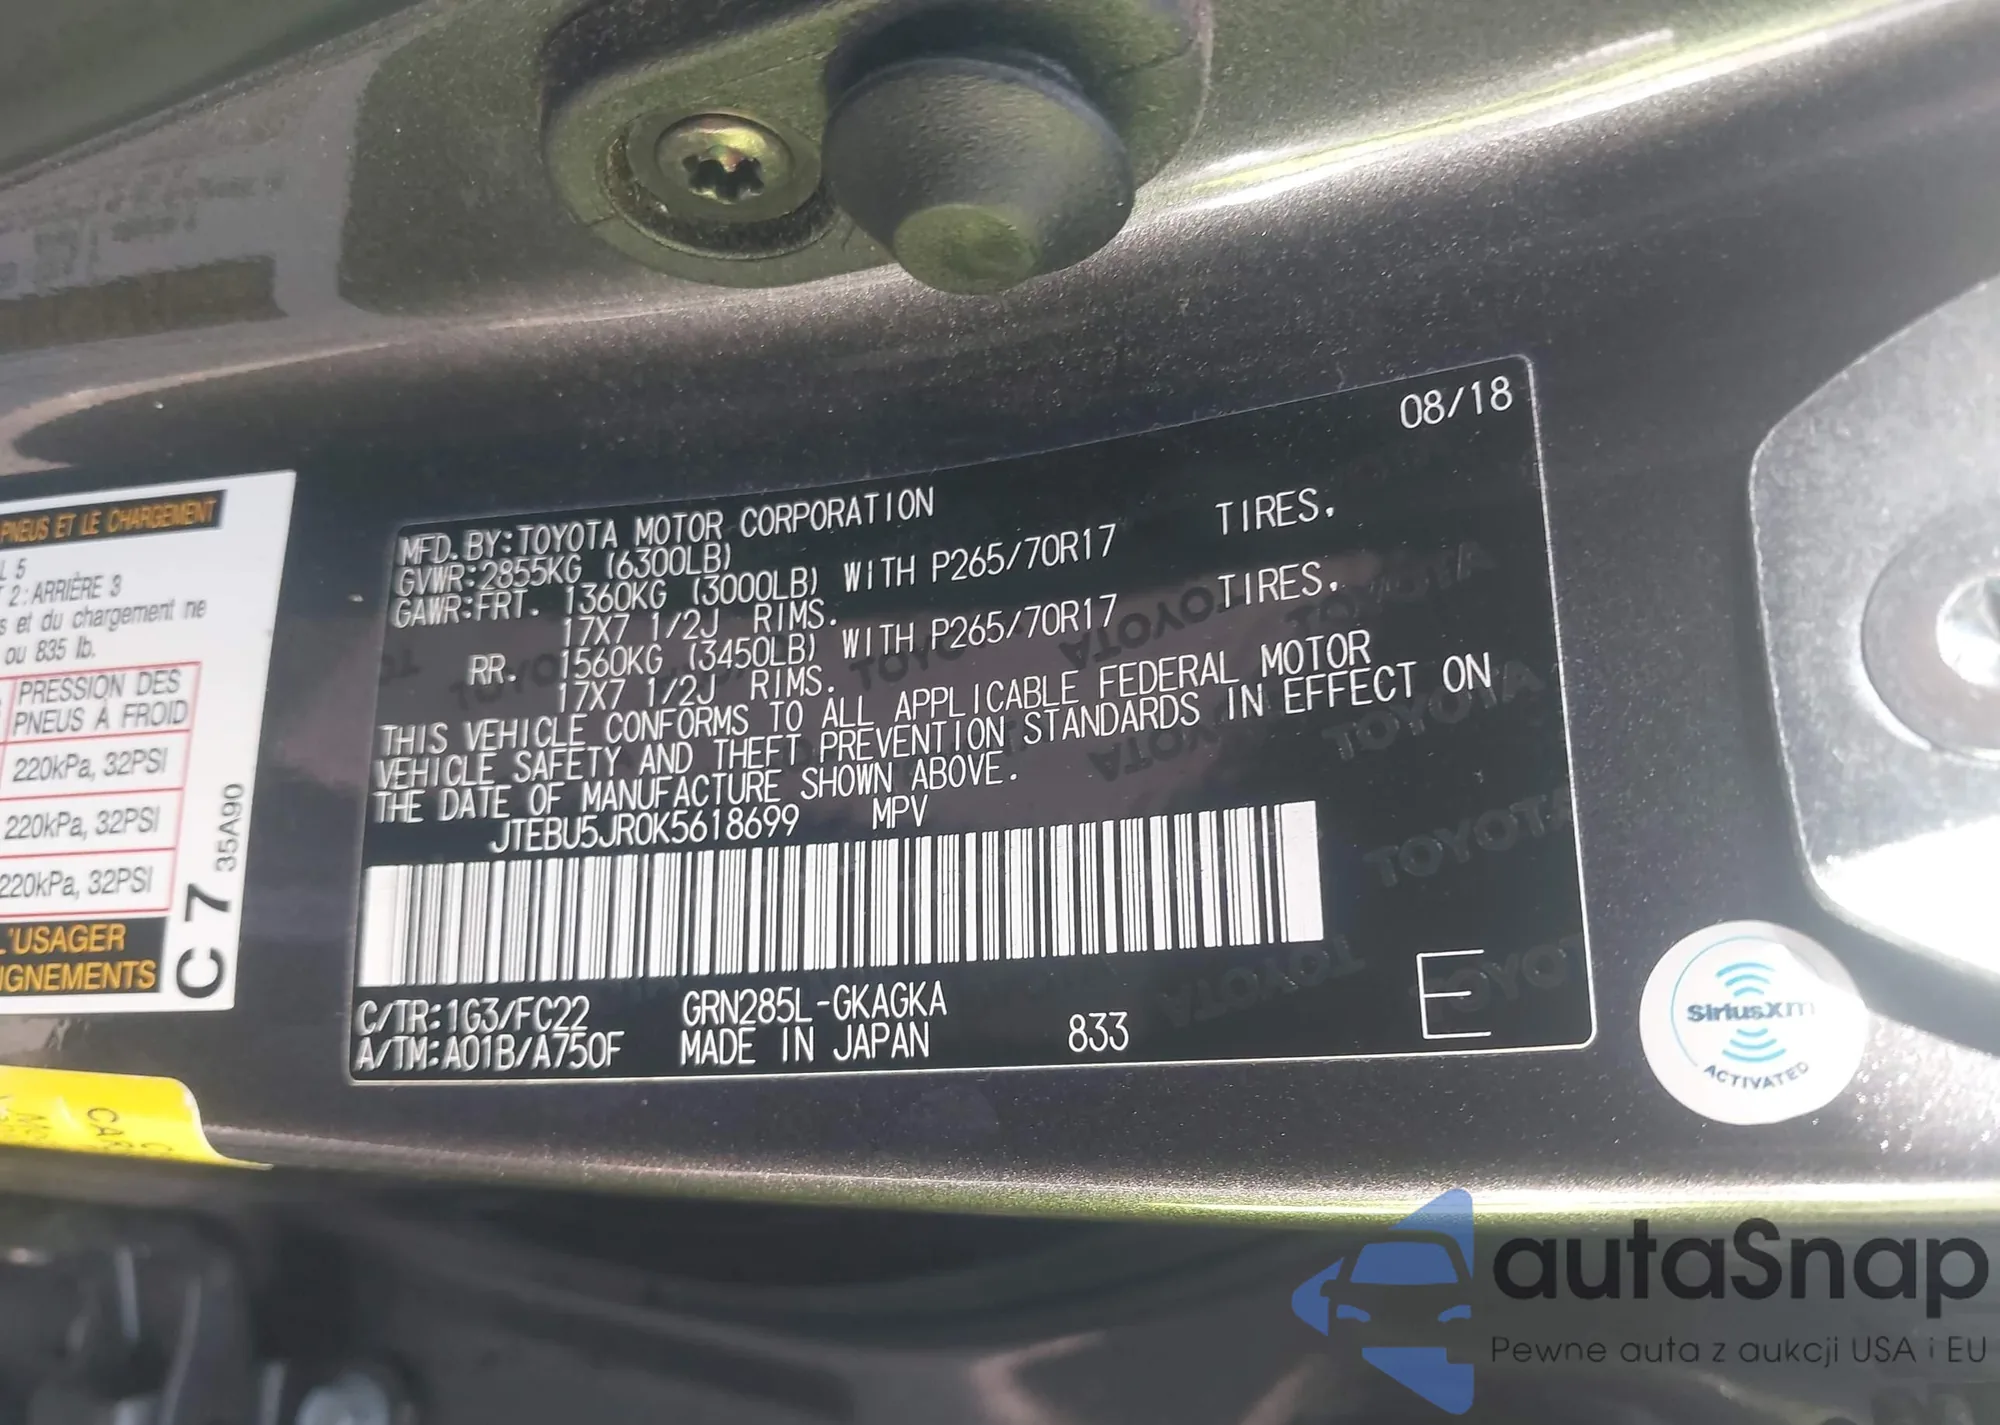 PNEUS ET LE CHARGEMENT
L 5
2: ARRIÈRE 3
s et du chargement ne
ou 835 lb.
PRESSION DES
PNEUS À FROID
220kPa, 32PSI
220kPa, 32PSI
220kPa, 32PSI
L'USAGER
IGNEMENTS
C 7
35A90
08/18
MFD. BY:TOYOTA MOTOR CORPORATION
GVWR:2855KG (6300LB)
GAWR:FRT. 1360KG (3000LB) WITH P265/70R17 TIRES,
17X7 1/2J RIMS.
RR. 1560KG (3450LB) WITH P265/70R17 TIRES,
17X7 1/2J RIMS.
THIS VEHICLE CONFORMS TO ALL APPLICABLE FEDERAL MOTOR
VEHICLE SAFETY AND THEFT PREVENTION STANDARDS IN EFFECT ON
THE DATE OF MANUFACTURE SHOWN ABOVE.
JTEBU5JR0K5618699 MPV
C/TR:1G3/FC22 GRN285L-GKAGKA
A/TM:A01B/A750F MADE IN JAPAN 833
E
SiriusXm
ACTIVATED
autaSnap
Pewne auta z aukcji USA i EU